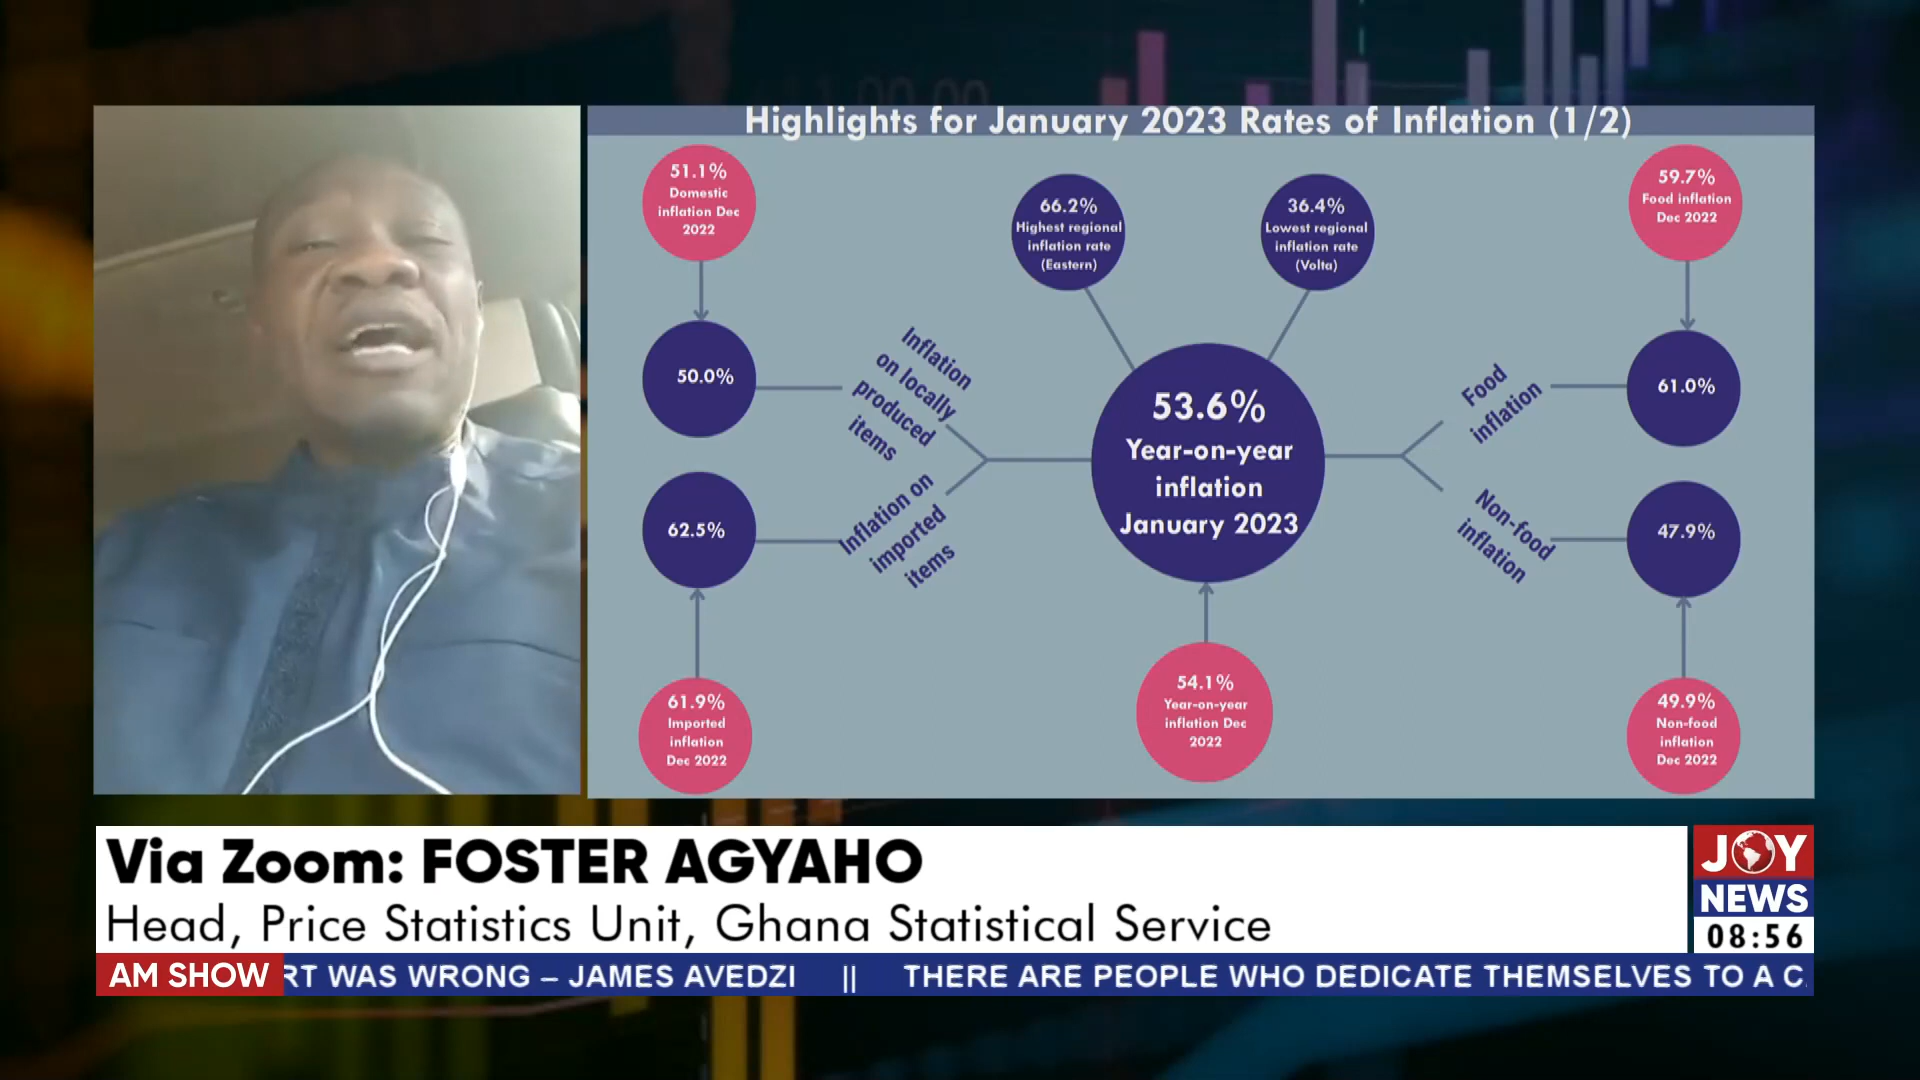 11,00.00
Highlights for January 2023 Rates of Inflation (1/2)
51.1%
Domestic
inflation Dec
2022
50.0%
62.5%
61.9%
Imported
inflation
Dec 2022
Inflation
on locally
produced
items
Inflation on
imported
items
66.2%
Highest regional
inflation rate
(Eastern)
36.4%
Lowest regional
inflation rate
(Volta)
53.6%
Year-on-year
inflation
January 2023
54.1%
Year-on-year
inflation Dec
2022
Food
inflation
Non-food
inflation
59.7%
Food inflation
Dec 2022
61.0%
47.9%
49.9%
Non-food
inflation
Dec 2022
Via Zoom: FOSTER AGYAHO
Head, Price Statistics Unit, Ghana Statistical Service
JOY
NEWS
08:56
AM SHOW
RT WAS WRONG – JAMES AVEDZI || THERE ARE PEOPLE WHO DEDICATE THEMSELVES TO A C